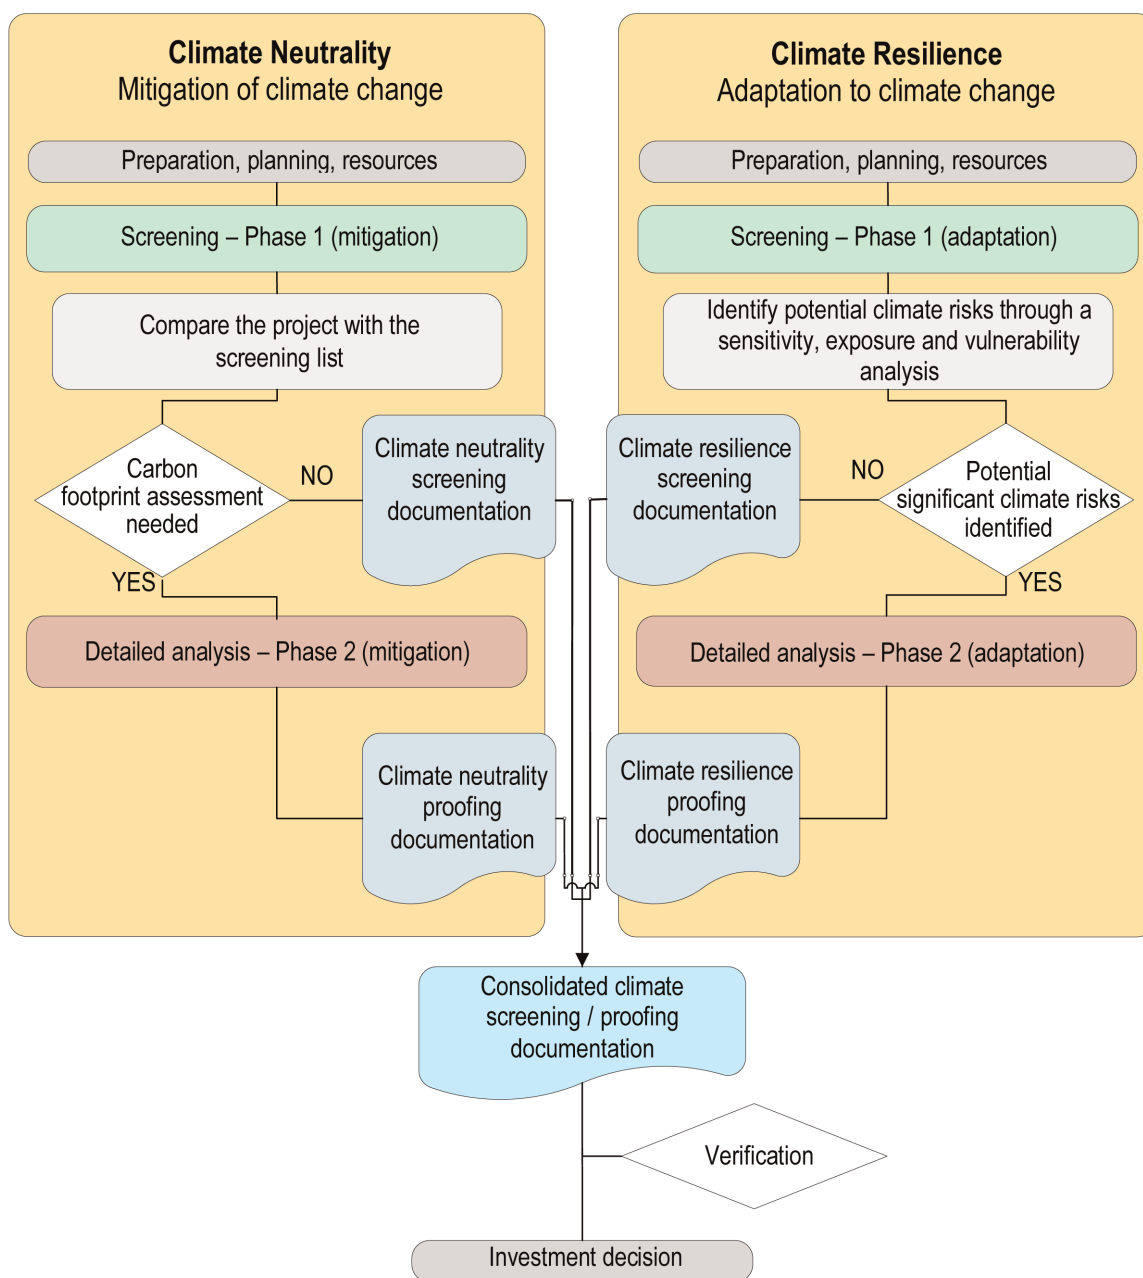 Climate Neutrality
Mitigation of climate change
Preparation, planning, resources
Screening – Phase 1 (mitigation)
Compare the project with the
screening list
Carbon
footprint assessment
needed
NO
YES
Climate neutrality
screening
documentation
Detailed analysis – Phase 2 (mitigation)
Climate neutrality
proofing
documentation
Climate Resilience
Adaptation to climate change
Preparation, planning, resources
Screening – Phase 1 (adaptation)
Identify potential climate risks through a
sensitivity, exposure and vulnerability
analysis
Potential
significant climate risks
identified
NO
YES
Climate resilience
screening
documentation
Detailed analysis – Phase 2 (adaptation)
Climate resilience
proofing
documentation
Consolidated climate
screening / proofing
documentation
Verification
Investment decision